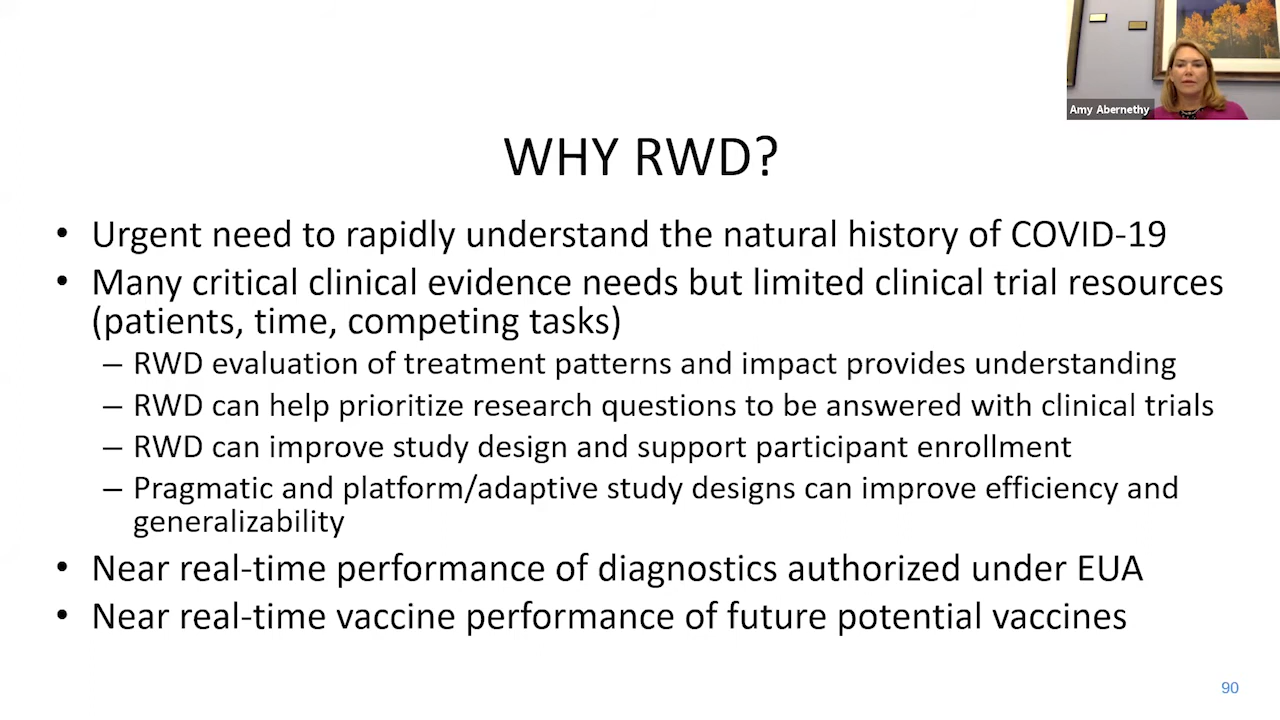 Amy Abernethy
WHY RWD?
• Urgent need to rapidly understand the natural history of COVID-19
• Many critical clinical evidence needs but limited clinical trial resources
(patients, time, competing tasks)
– RWD evaluation of treatment patterns and impact provides understanding
– RWD can help prioritize research questions to be answered with clinical trials
– RWD can improve study design and support participant enrollment
– Pragmatic and platform/adaptive study designs can improve efficiency and
generalizability
• Near real-time performance of diagnostics authorized under EUA
• Near real-time vaccine performance of future potential vaccines
90